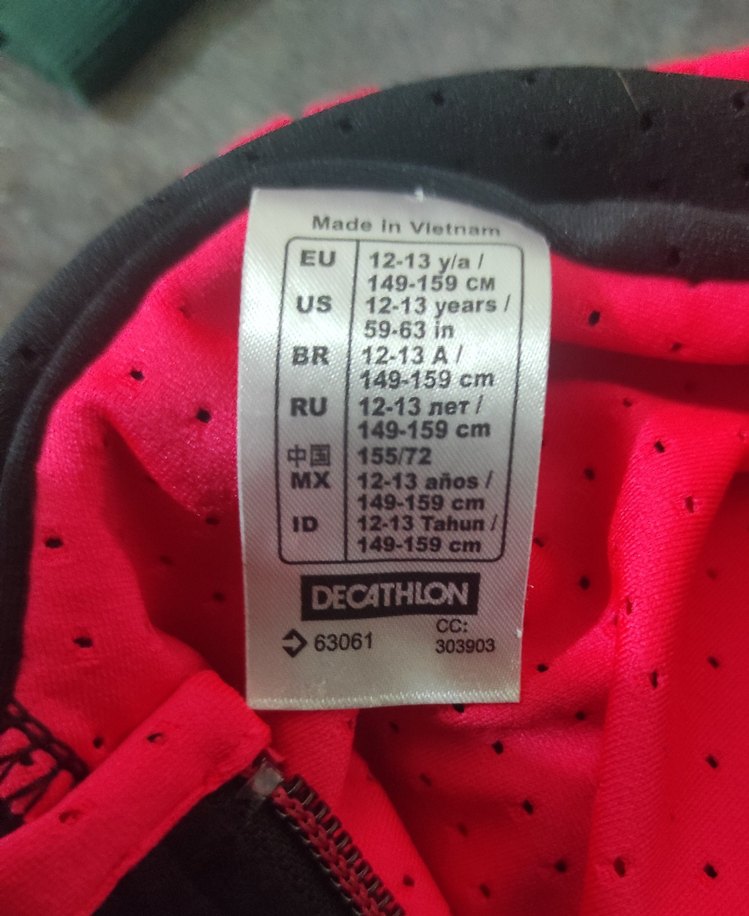 Made in Vietnam
EU 12-13 y/a /
149-159 CM
US 12-13 years /
59-63 in
BR 12-13 A /
149-159 cm
RU 12-13 лет /
149-159 cm
中国 155/72
MX 12-13 años /
149-159 cm
ID 12-13 Tahun /
149-159 cm
DECATHLON
63061
CC:
303903